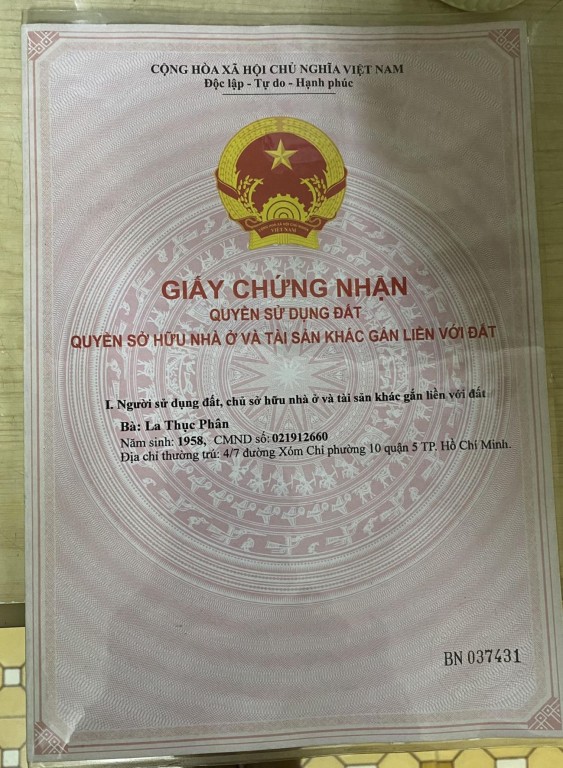 CỘNG HÒA XÃ HỘI CHỦ NGHĨA VIỆT NAM
Độc lập - Tự do - Hạnh phúc
VIỆT NAM
GIẤY CHỨNG NHẬN
QUYỀN SỬ DỤNG ĐẤT
QUYỀN SỞ HỮU NHÀ Ở VÀ TÀI SẢN KHÁC GẮN LIỀN VỚI ĐẤT
I. Người sử dụng đất, chủ sở hữu nhà ở và tài sản khác gắn liền với đất
Bà: La Thục Phân
Năm sinh: 1958, CMND số: 021912660
Địa chỉ thường trú: 4/7 đường Xóm Chỉ phường 10 quận 5 TP. Hồ Chí Minh.
BN 037431